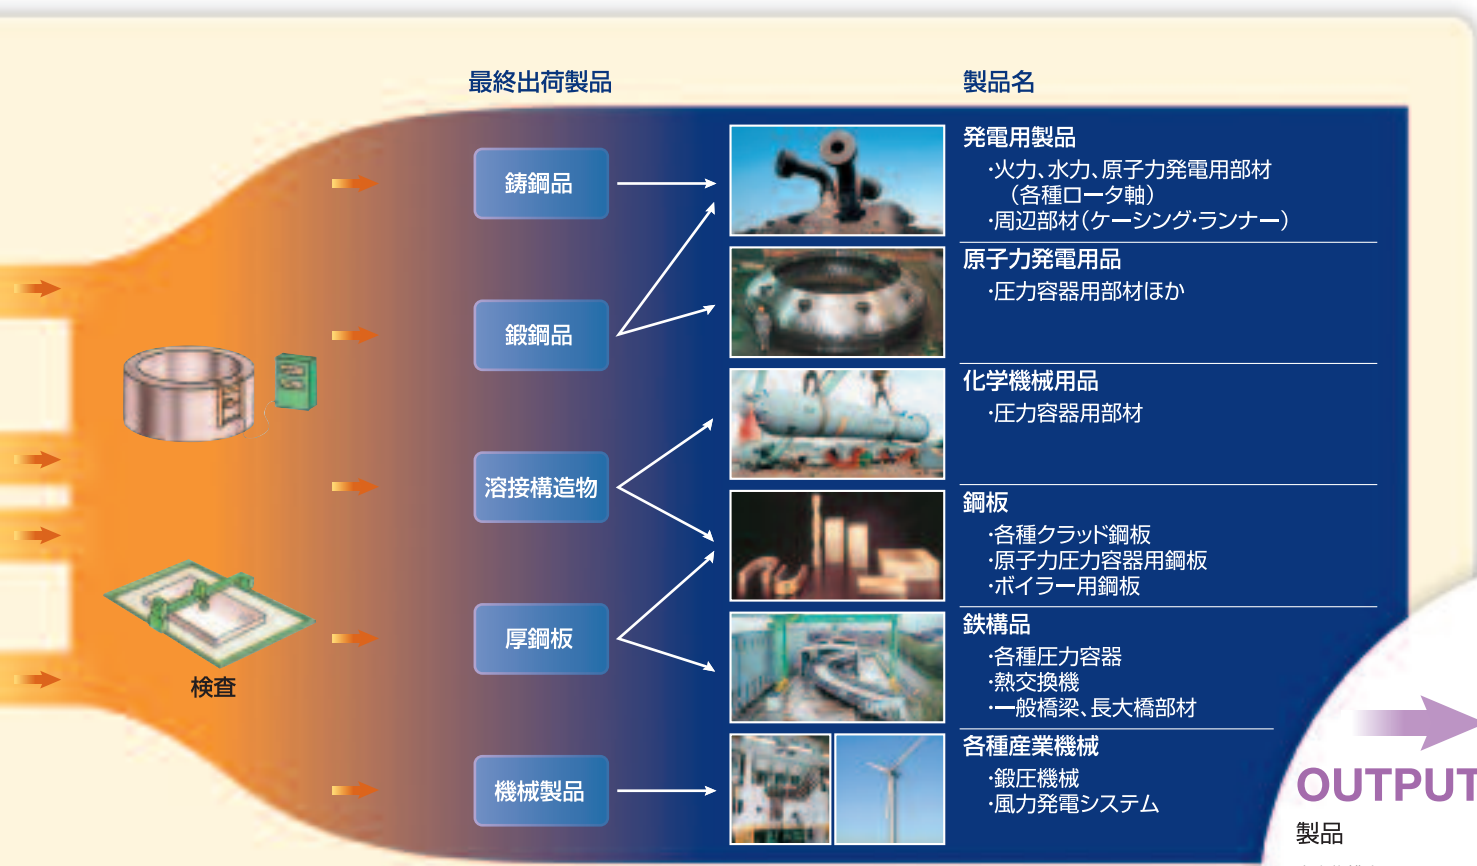 最終出荷製品
製品名
鋳鋼品
鍛鋼品
溶接構造物
厚鋼板
機械製品
検査
発電用製品
・火力、水力、原子力発電用部材
（各種ロータ軸）
・周辺部材（ケーシング・ランナー）
原子力発電用品
・圧力容器用部材ほか
化学機械用品
・圧力容器用部材
鋼板
・各種クラッド鋼板
・原子力圧力容器用鋼板
・ボイラー用鋼板
鉄構品
・各種圧力容器
・熱交換機
・一般橋梁、長大橋部材
各種産業機械
・鍛圧機械
・風力発電システム
OUTPUT
製品